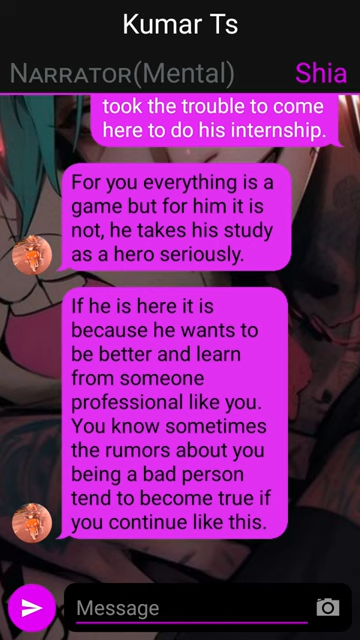 Kumar Ts
Narrator(Mental) Shia
took the trouble to come
here to do his internship.
For you everything is a
game but for him it is
not, he takes his study
as a hero seriously.
If he is here it is
because he wants to
be better and learn
from someone
professional like you.
You know sometimes
the rumors about you
being a bad person
tend to become true if
you continue like this.
Message